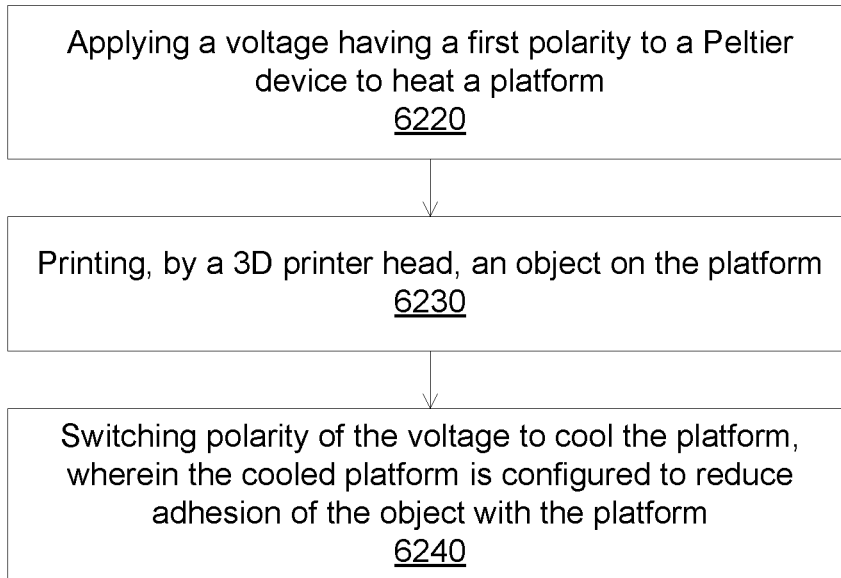 Applying a voltage having a first polarity to a Peltier
device to heat a platform
6220
Printing, by a 3D printer head, an object on the platform
6230
Switching polarity of the voltage to cool the platform,
wherein the cooled platform is configured to reduce
adhesion of the object with the platform
6240